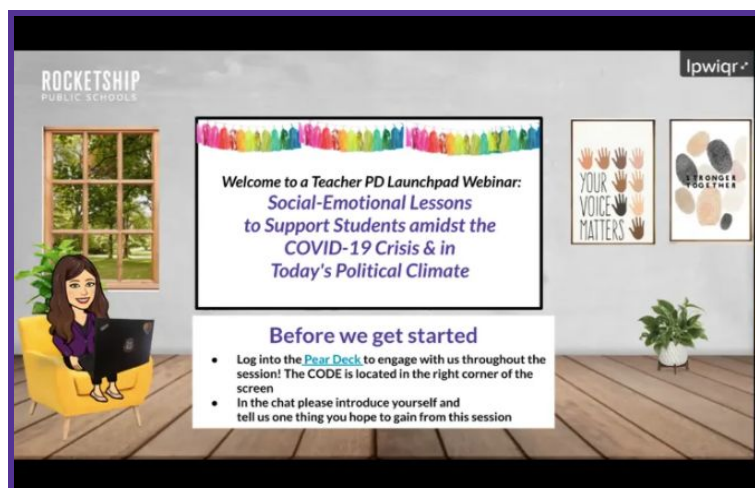 ROCKETSHIP
PUBLIC SCHOOLS
lpwiqr
Welcome to a Teacher PD Launchpad Webinar:
Social-Emotional Lessons
to Support Students amidst the
COVID-19 Crisis & in
Today's Political Climate
YOUR
VOICE
MATTERS
STRONGER
TOGETHER
Before we get started
• Log into the Pear Deck to engage with us throughout the
session! The CODE is located in the right corner of the
screen
• In the chat please introduce yourself and
tell us one thing you hope to gain from this session